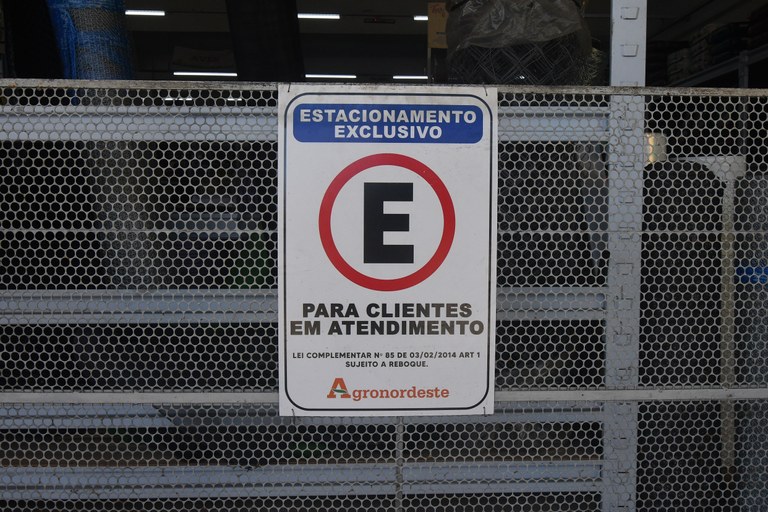 ESTACIONAMENTO
EXCLUSIVO
E
PARA CLIENTES
EM ATENDIMENTO
LEI COMPLEMENTAR Nº 85 DE 03/02/2014 ART 1
SUJEITO A REBOQUE.
Agronordeste